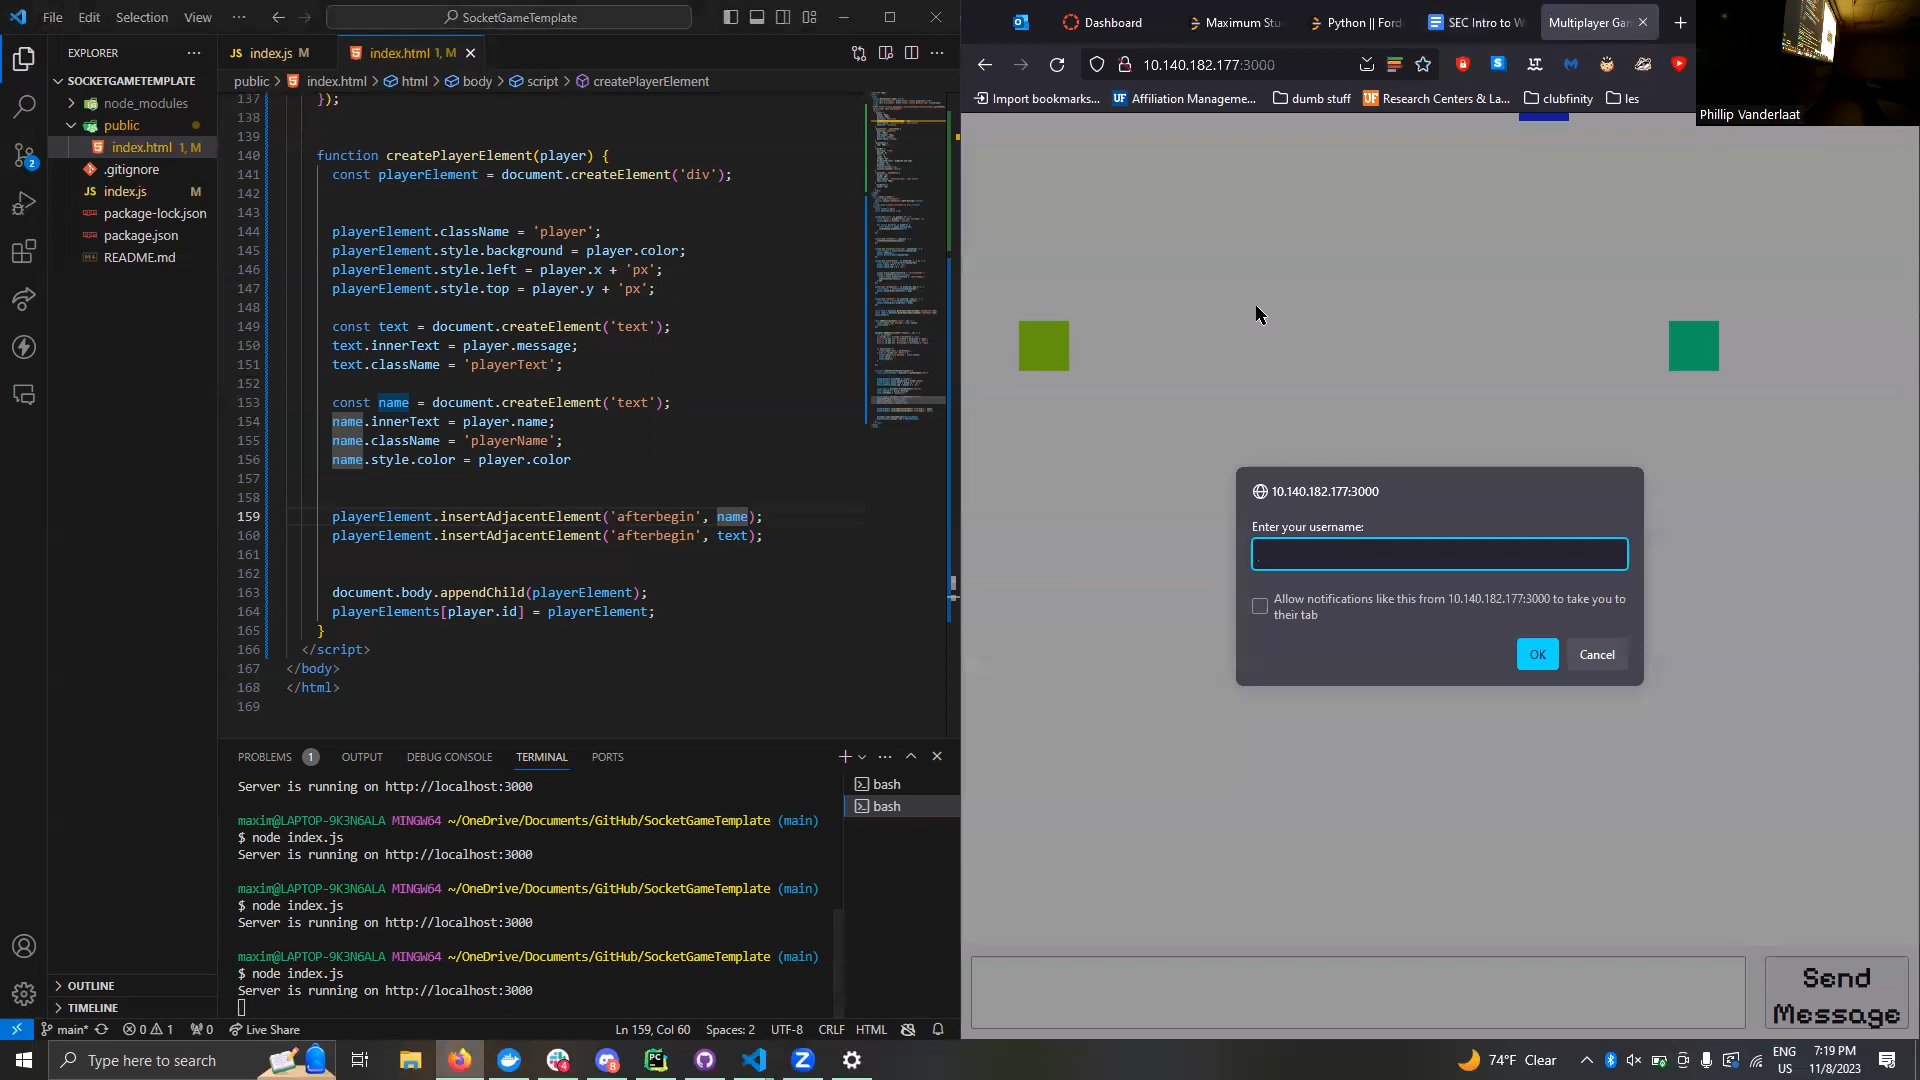 File Edit Selection View ··· SocketGameTemplate
EXPLORER
SOCKETGAMETEMPLATE
node_modules
public
index.html 1, M
.gitignore
index.js M
package-lock.json
package.json
README.md
OUTLINE
TIMELINE
JS index.js M index.html 1, M
public > index.html > html > body > script > createPlayerElement
137 });
138
139
140 function createPlayerElement(player) {
141 const playerElement = document.createElement('div');
142
143
144 playerElement.className = 'player';
145 playerElement.style.background = player.color;
146 playerElement.style.left = player.x + 'px';
147 playerElement.style.top = player.y + 'px';
148
149 const text = document.createElement('text');
150 text.innerText = player.message;
151 text.className = 'playerText';
152
153 const name = document.createElement('text');
154 name.innerText = player.name;
155 name.className = 'playerName';
156 name.style.color = player.color
157
158
159 playerElement.insertAdjacentElement('afterbegin', name);
160 playerElement.insertAdjacentElement('afterbegin', text);
161
162
163 document.body.appendChild(playerElement);
164 playerElements[player.id] = playerElement;
165 }
166 </script>
167 </body>
168 </html>
169
PROBLEMS 1 OUTPUT DEBUG CONSOLE TERMINAL PORTS
bash
bash
Server is running on http://localhost:3000
maxim@LAPTOP-9K3N6ALA MINGW64 ~/OneDrive/Documents/GitHub/SocketGameTemplate (main)
$ node index.js
Server is running on http://localhost:3000
maxim@LAPTOP-9K3N6ALA MINGW64 ~/OneDrive/Documents/GitHub/SocketGameTemplate (main)
$ node index.js
Server is running on http://localhost:3000
maxim@LAPTOP-9K3N6ALA MINGW64 ~/OneDrive/Documents/GitHub/SocketGameTemplate (main)
$ node index.js
Server is running on http://localhost:3000
main* 0 1 0 Live Share Ln 159, Col 60 Spaces: 2 UTF-8 CRLF HTML
Dashboard Maximum Stu Python || Ford SEC Intro to W Multiplayer Gam
10.140.182.177:3000
Import bookmarks... UF Affiliation Manageme... dumb stuff UF Research Centers & La... clubfinity les
Phillip Vanderlaat
10.140.182.177:3000
Enter your username:
Allow notifications like this from 10.140.182.177:3000 to take you to
their tab
OK Cancel
Send
Message
Type here to search
74°F Clear
ENG
US
7:19 PM
11/8/2023